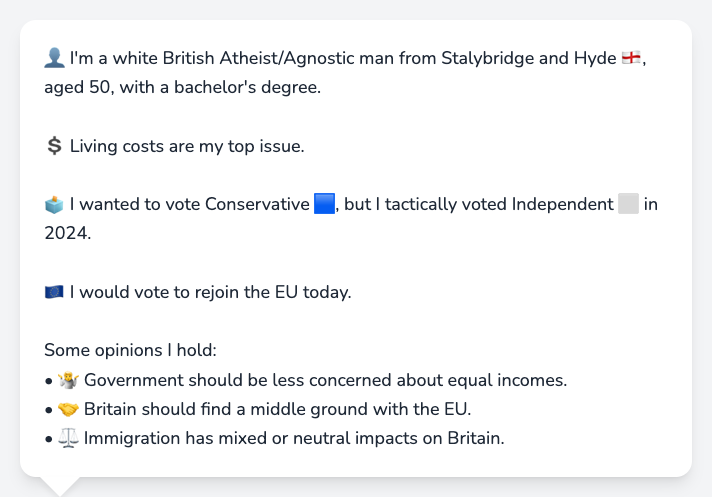 👤 I'm a white British Atheist/Agnostic man from Stalybridge and Hyde 🏴󠁧󠁢󠁥󠁮󠁧󠁿,
aged 50, with a bachelor's degree.
💲 Living costs are my top issue.
🗳️ I wanted to vote Conservative 🟦, but I tactically voted Independent ⬜ in
2024.
🇪🇺 I would vote to rejoin the EU today.
Some opinions I hold:
• 🤷 Government should be less concerned about equal incomes.
• 🤝 Britain should find a middle ground with the EU.
• ⚖️ Immigration has mixed or neutral impacts on Britain.